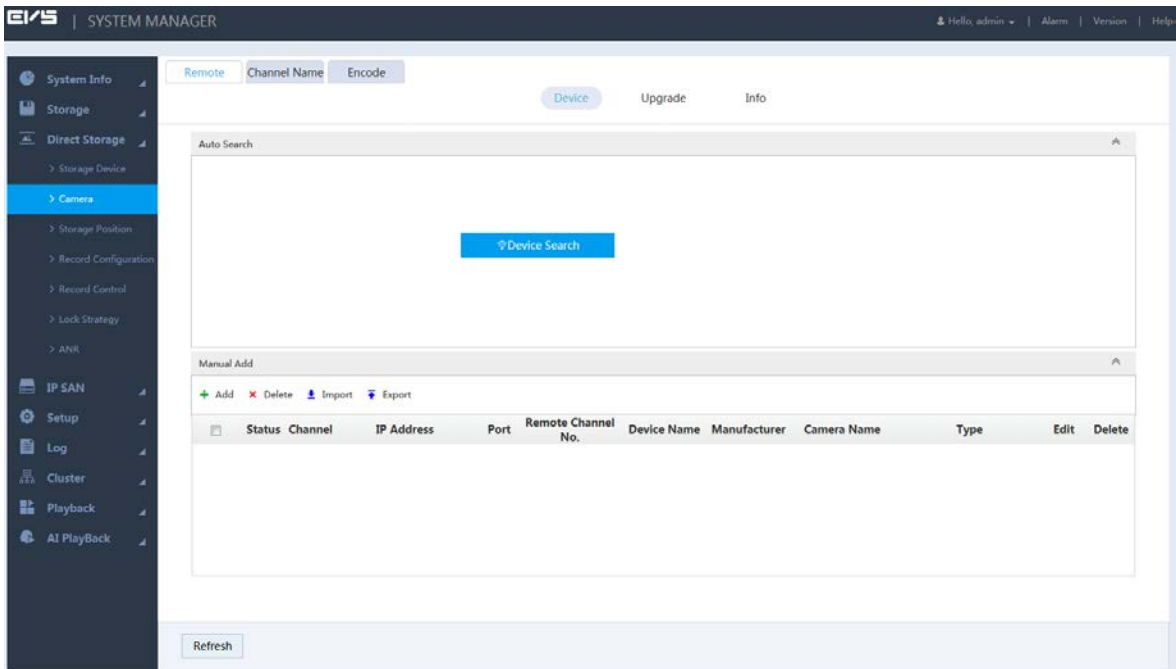 EVS | SYSTEM MANAGER
Hello, admin | Alarm | Version | Help
System Info
Storage
Direct Storage
> Storage Device
> Camera
> Storage Position
> Record Configuration
> Record Control
> Lock Strategy
> ANR
IP SAN
Setup
Log
Cluster
Playback
AI PlayBack
Remote Channel Name Encode
Device Upgrade Info
Auto Search
Device Search
Manual Add
Add Delete Import Export
Status Channel IP Address Port Remote Channel No. Device Name Manufacturer Camera Name Type Edit Delete
Refresh